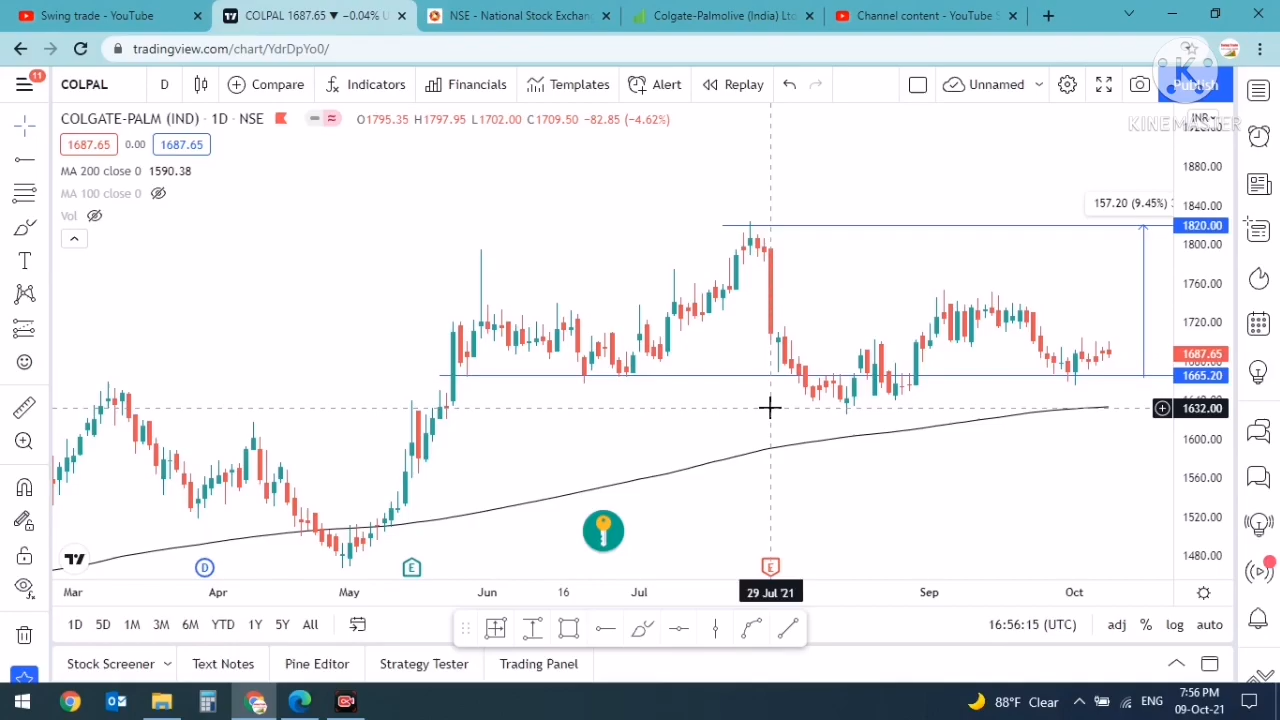 Swing trade - YouTube
COLPAL 1687.65 ▼ −0.04% U
NSE - National Stock Exchan
Colgate-Palmolive (India) Lt
Channel content - YouTube S
tradingview.com/chart/YdrDpYo0/
11
COLPAL
D
Compare
Indicators
Financials
Templates
Alert
Replay
Unnamed
Publish
K
KINEMASTER
COLGATE-PALM (IND) · 1D · NSE
O1795.35 H1797.95 L1702.00 C1709.50 −82.85 (−4.62%)
INR
1687.65
0.00
1687.65
MA 200 close 0 1590.38
MA 100 close 0
Vol
1880.00
1840.00
157.20 (9.45%)
1820.00
1800.00
1760.00
1720.00
1687.65
1665.20
1632.00
1600.00
1560.00
1520.00
1480.00
D
E
E
Mar
Apr
May
Jun
16
Jul
29 Jul '21
Sep
Oct
1D
5D
1M
3M
6M
YTD
1Y
5Y
All
16:56:15 (UTC)
adj
%
log
auto
Stock Screener
Text Notes
Pine Editor
Strategy Tester
Trading Panel
88°F Clear
ENG
7:56 PM
09-Oct-21